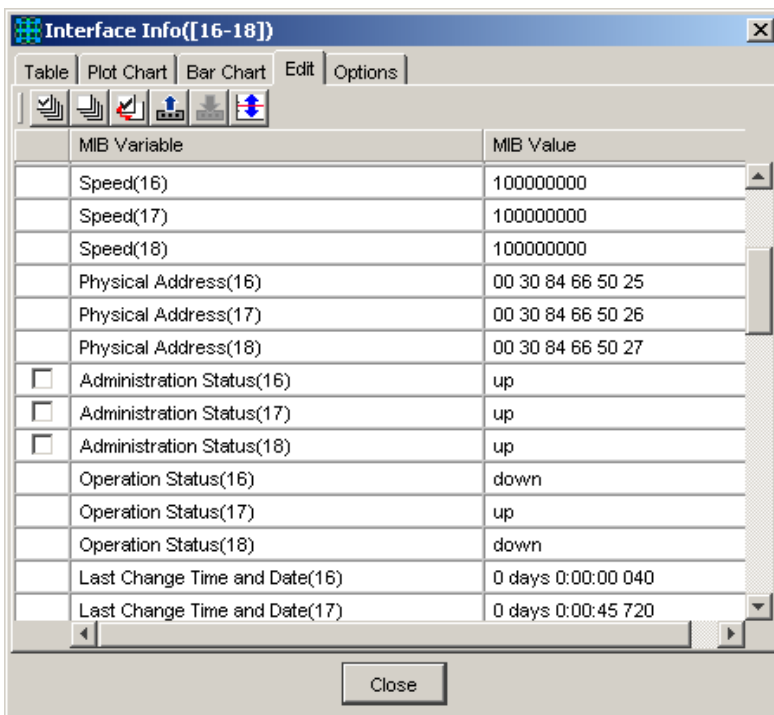 Interface Info([16-18])
Table Plot Chart Bar Chart Edit Options
MIB Variable MIB Value
Speed(16) 100000000
Speed(17) 100000000
Speed(18) 100000000
Physical Address(16) 00 30 84 66 50 25
Physical Address(17) 00 30 84 66 50 26
Physical Address(18) 00 30 84 66 50 27
Administration Status(16) up
Administration Status(17) up
Administration Status(18) up
Operation Status(16) down
Operation Status(17) up
Operation Status(18) down
Last Change Time and Date(16) 0 days 0:00:00 040
Last Change Time and Date(17) 0 days 0:00:45 720
Close